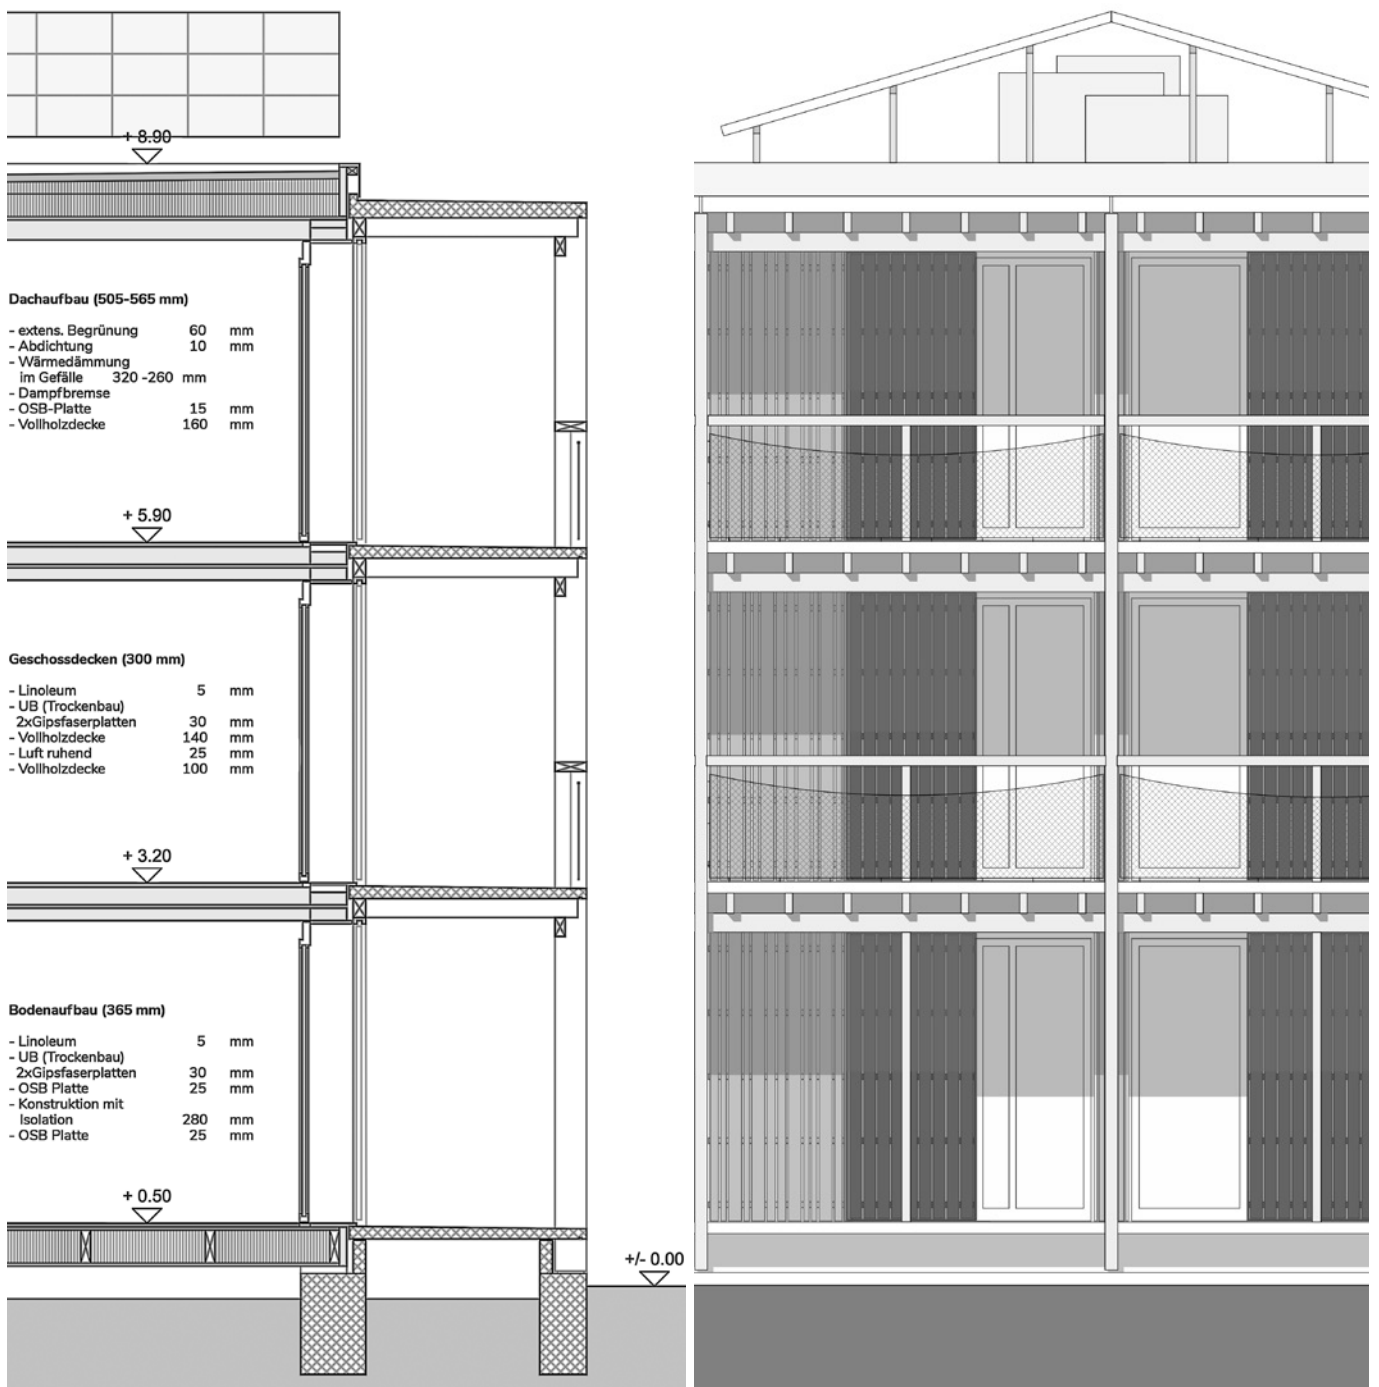 + 8.90
Dachaufbau (505-565 mm)
- extens. Begrünung 60 mm
- Abdichtung 10 mm
- Wärmedämmung
im Gefälle 320 -260 mm
- Dampfbremse
- OSB-Platte 15 mm
- Vollholzdecke 160 mm
+ 5.90
Geschossdecken (300 mm)
- Linoleum 5 mm
- UB (Trockenbau)
2xGipsfaserplatten 30 mm
- Vollholzdecke 140 mm
- Luft ruhend 25 mm
- Vollholzdecke 100 mm
+ 3.20
Bodenaufbau (365 mm)
- Linoleum 5 mm
- UB (Trockenbau)
2xGipsfaserplatten 30 mm
- OSB Platte 25 mm
- Konstruktion mit
Isolation 280 mm
- OSB Platte 25 mm
+ 0.50
+/- 0.00